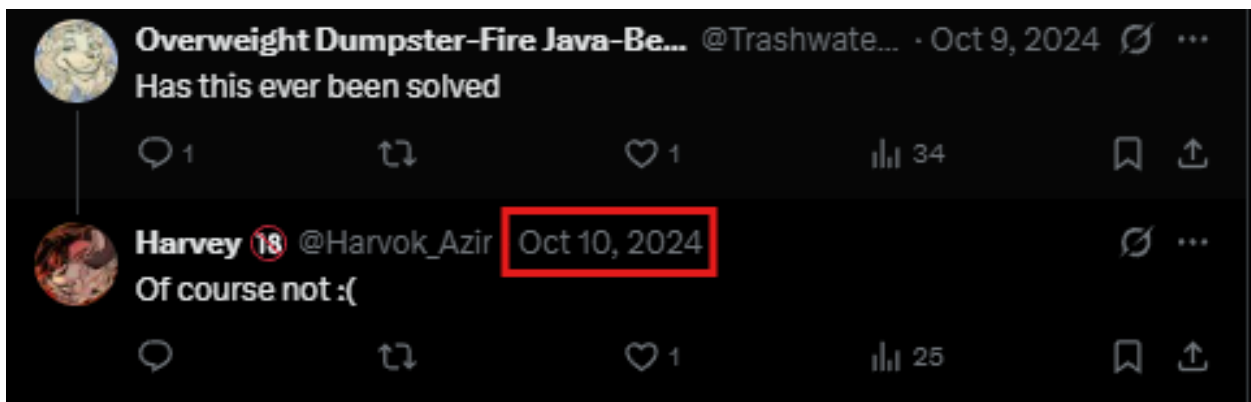 Overweight Dumpster-Fire Java-Be... @Trashwate... · Oct 9, 2024
Has this ever been solved
1 1 34
Harvey 🔞 @Harvok_Azir Oct 10, 2024
Of course not :(
1 25